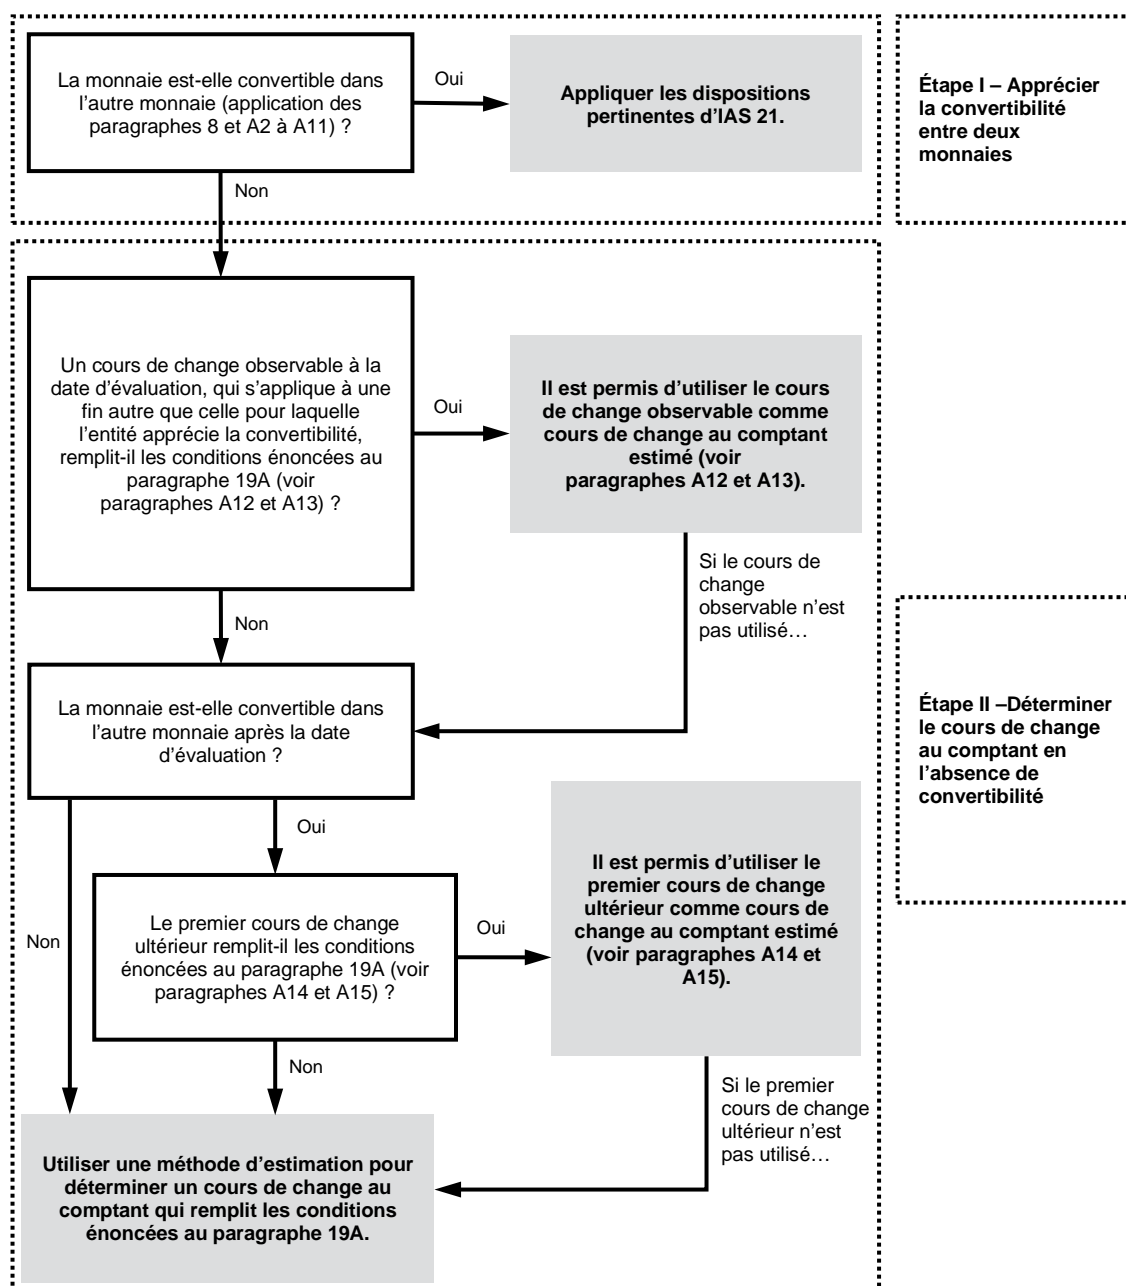 La monnaie est-elle convertible dans
l’autre monnaie (application des
paragraphes 8 et A2 à A11) ?
Oui
Appliquer les dispositions
pertinentes d’IAS 21.
Étape I – Apprécier
la convertibilité
entre deux
monnaies
Non
Un cours de change observable à la
date d’évaluation, qui s’applique à une
fin autre que celle pour laquelle
l’entité apprécie la convertibilité,
remplit-il les conditions énoncées au
paragraphe 19A (voir
paragraphes A12 et A13) ?
Oui
Il est permis d’utiliser le cours
de change observable comme
cours de change au comptant
estimé (voir
paragraphes A12 et A13).
Si le cours de
change
observable n’est
pas utilisé…
Non
La monnaie est-elle convertible dans
l’autre monnaie après la date
d’évaluation ?
Étape II –Déterminer
le cours de change
au comptant en
l’absence de
convertibilité
Oui
Non
Le premier cours de change
ultérieur remplit-il les conditions
énoncées au paragraphe 19A (voir
paragraphes A14 et A15) ?
Oui
Il est permis d’utiliser le
premier cours de change
ultérieur comme cours de
change au comptant estimé
(voir paragraphes A14 et
A15).
Non
Si le premier
cours de change
ultérieur n’est
pas utilisé…
Utiliser une méthode d’estimation pour
déterminer un cours de change au
comptant qui remplit les conditions
énoncées au paragraphe 19A.